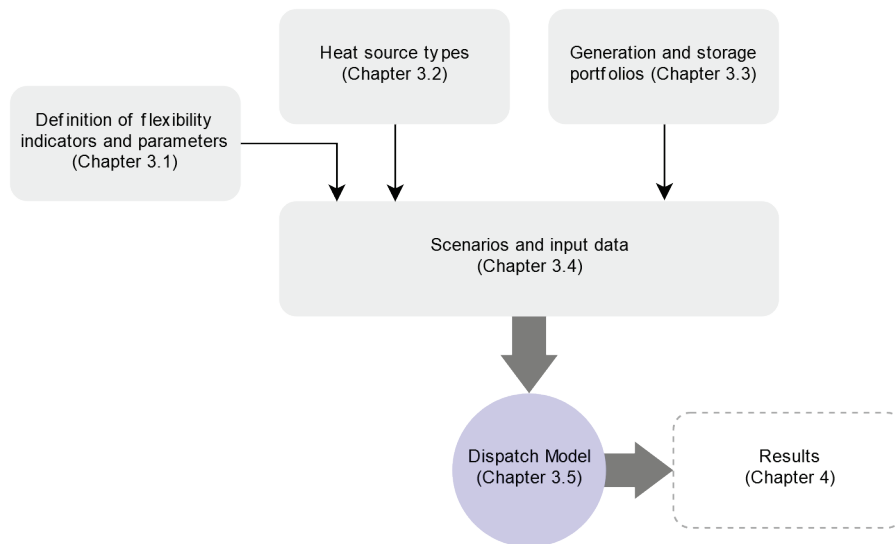 Heat source types
(Chapter 3.2)
Generation and storage
portfolios (Chapter 3.3)
Definition of flexibility
indicators and parameters
(Chapter 3.1)
Scenarios and input data
(Chapter 3.4)
Dispatch Model
(Chapter 3.5)
Results
(Chapter 4)